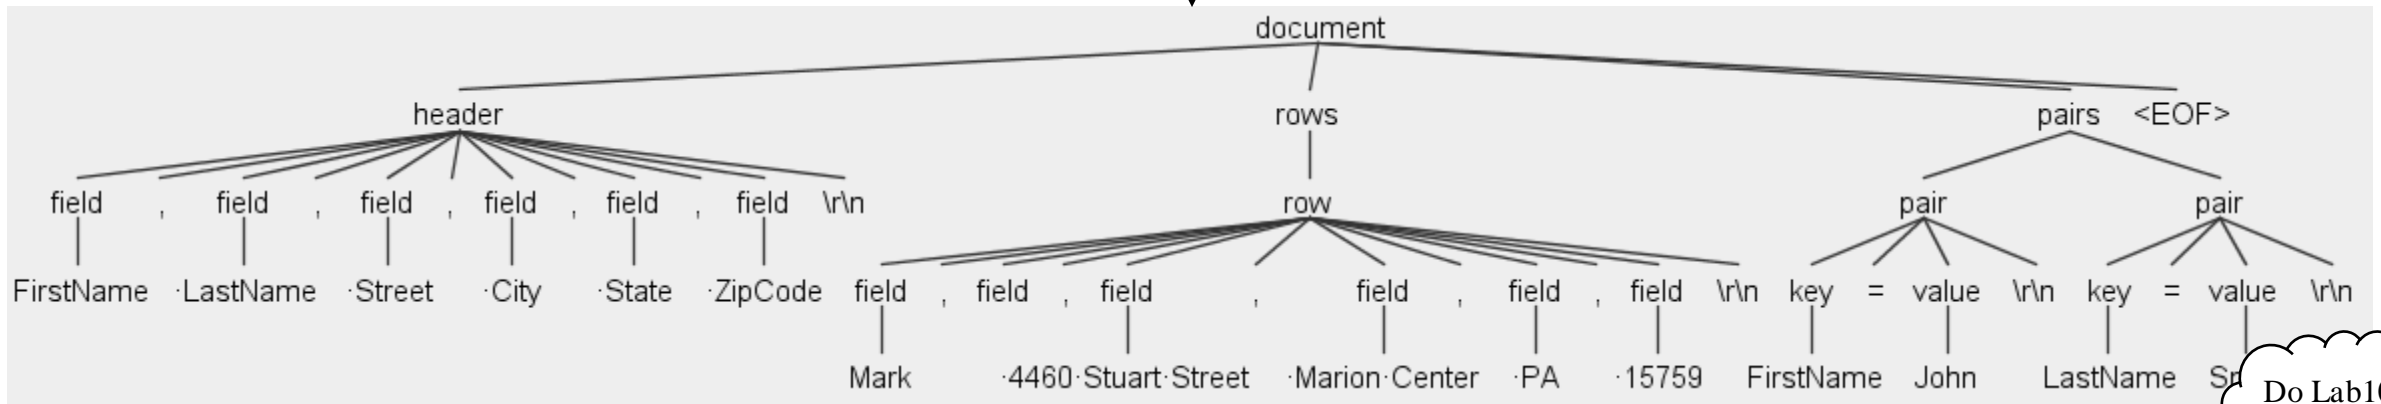 document
header rows pairs <EOF>
field , field , field , field , field , field \r\n row pair pair
FirstName ·LastName ·Street ·City ·State ·ZipCode field , field , field , field , field , field \r\n key = value \r\n key = value \r\n
Mark ·4460·Stuart·Street ·Marion·Center ·PA ·15759 FirstName John LastName
Do Lab10